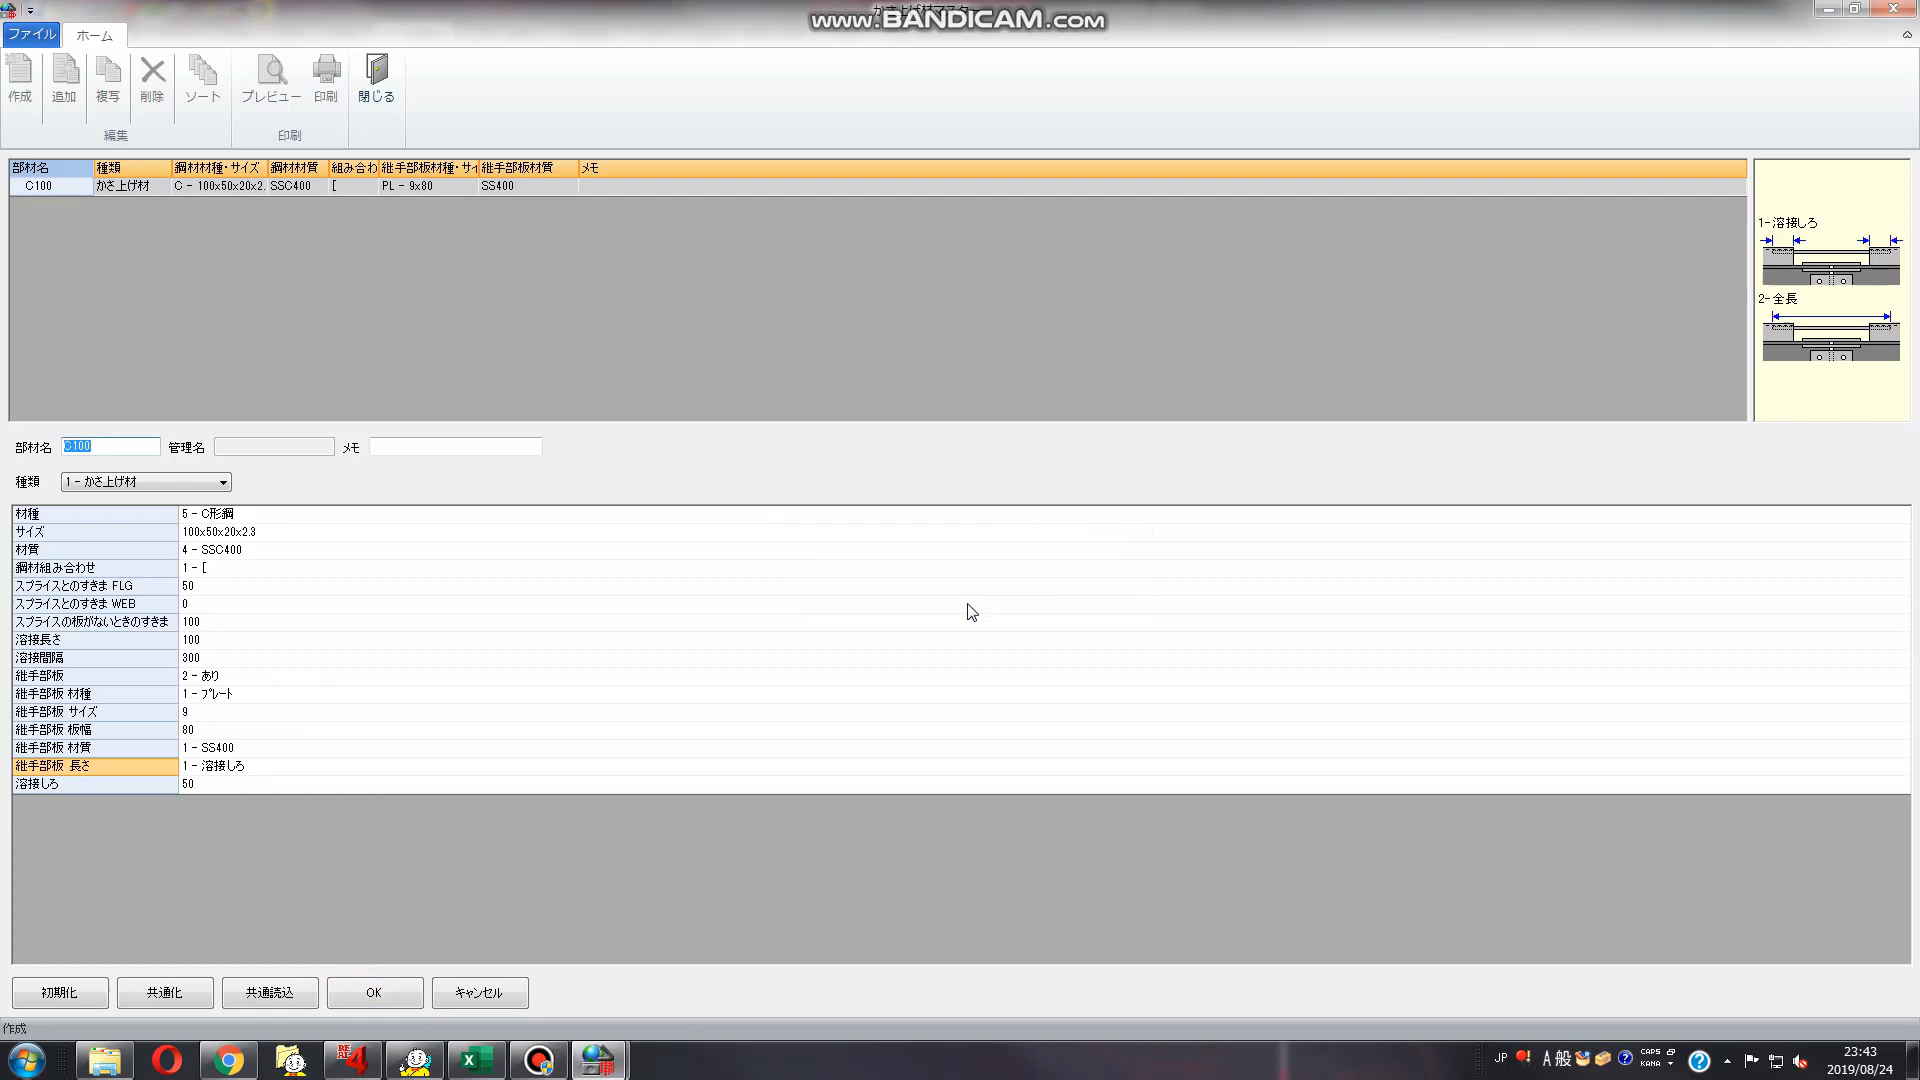 www.BANDICAM.com
ファイル ホーム
作成 追加 複写 削除 ソート プレビュー 印刷 閉じる
編集 印刷
部材名 種類 鋼材材種・サイズ 鋼材材質 組み合わ 継手部板材種・サイ 継手部板材質 メモ
C100 かさ上げ材 C - 100x50x20x2. SSC400 [ PL - 9x80 SS400
1-溶接しろ
2-全長
部材名 C100 管理名 メモ
種類 1 - かさ上げ材
材種 5 - C形鋼
サイズ 100x50x20x2.3
材質 4 - SSC400
鋼材組み合わせ 1 - [
スプライスとのすきま FLG 50
スプライスとのすきま WEB 0
スプライスの板がないときのすきま 100
溶接長さ 100
溶接間隔 300
継手部板 2 - あり
継手部板 材種 1 - プレート
継手部板 サイズ 9
継手部板 板幅 80
継手部板 材質 1 - SS400
継手部板 長さ 1 - 溶接しろ
溶接しろ 50
初期化 共通化 共通読込 OK キャンセル
作成
JP A 般 CAPS KANA 23:43
2019/08/24